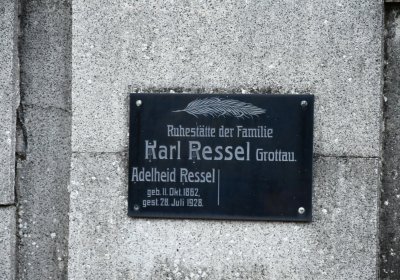 Ruhestätte der Familie
Karl Ressel Grottau.
Adelheid Ressel
geb. 11. Okt. 1862,
gest. 28. Juli 1928.